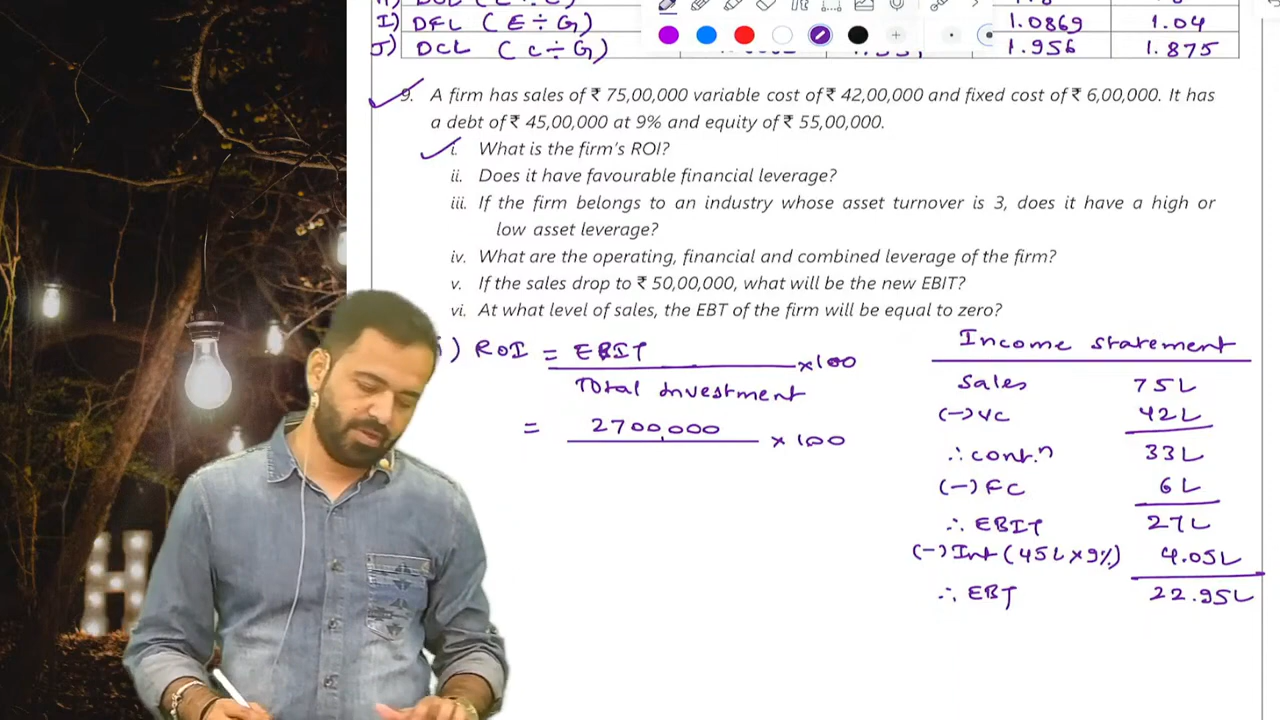 I) DFL (E ÷ G) 1.0869 1.04
J) DCL (C ÷ G) 1.956 1.875
9. A firm has sales of ₹ 75,00,000 variable cost of ₹ 42,00,000 and fixed cost of ₹ 6,00,000. It has
a debt of ₹ 45,00,000 at 9% and equity of ₹ 55,00,000.
i. What is the firm's ROI?
ii. Does it have favourable financial leverage?
iii. If the firm belongs to an industry whose asset turnover is 3, does it have a high or
low asset leverage?
iv. What are the operating, financial and combined leverage of the firm?
v. If the sales drop to ₹ 50,00,000, what will be the new EBIT?
vi. At what level of sales, the EBT of the firm will be equal to zero?
) ROI = EBIT ×100
Total Investment
= 2700,000 × 100
Income Statement
Sales 75L
(-) VC 42L
∴ cont.n 33L
(-) FC 6L
∴ EBIT 27L
(-) Int (45L×9%) 4.05L
∴ EBT 22.95L
H